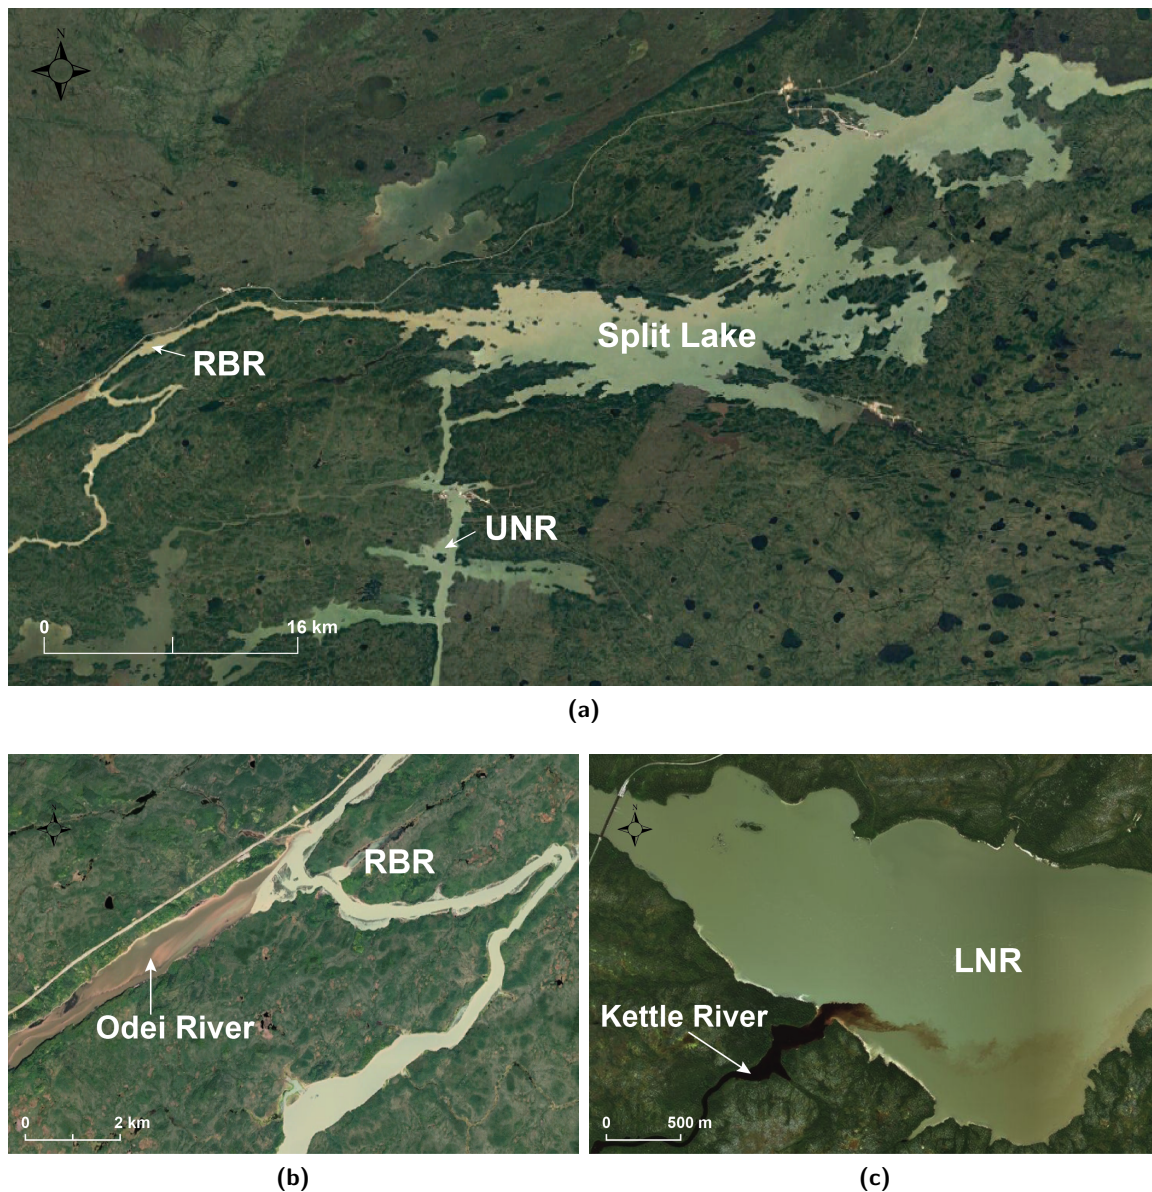 N
Split Lake
RBR
UNR
0 16 km
(a)
N
RBR
Odei River
0 2 km
(b)
N
LNR
Kettle River
0 500 m
(c)